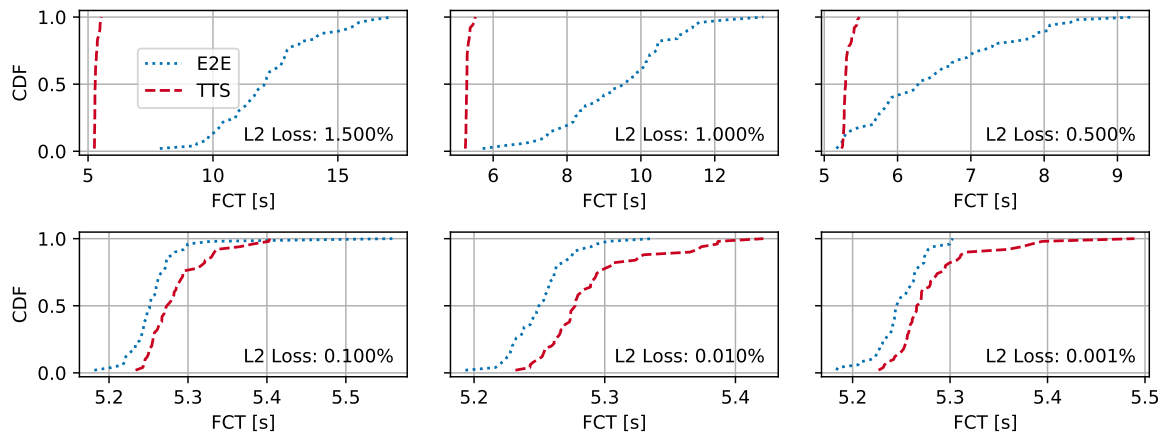 CDF
1.0
0.5
0.0
E2E
TTS
L2 Loss: 1.500%
5
10
15
FCT [s]
L2 Loss: 1.000%
6
8
10
12
FCT [s]
L2 Loss: 0.500%
5
6
7
8
9
FCT [s]
CDF
1.0
0.5
0.0
L2 Loss: 0.100%
5.2
5.3
5.4
5.5
FCT [s]
L2 Loss: 0.010%
5.2
5.3
5.4
FCT [s]
L2 Loss: 0.001%
5.2
5.3
5.4
5.5
FCT [s]